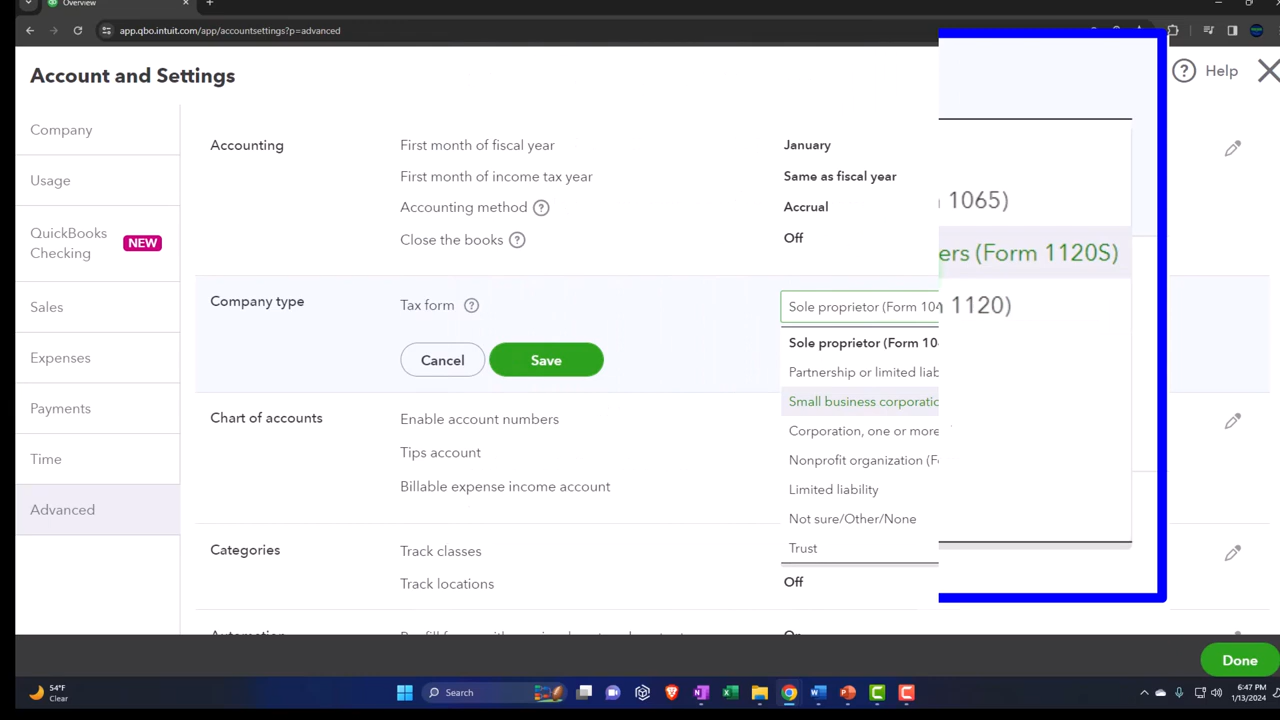 Overview
app.qbo.intuit.com/app/accountsettings?p=advanced
Account and Settings
Help
Company
Usage
QuickBooks
Checking
NEW
Sales
Expenses
Payments
Time
Advanced
Accounting
First month of fiscal year
January
First month of income tax year
Same as fiscal year
Accounting method
Accrual
Close the books
Off
Company type
Tax form
Sole proprietor (Form 104
Cancel
Save
Sole proprietor (Form 10
Partnership or limited liab
Small business corporatio
Corporation, one or more
Nonprofit organization (Fo
Limited liability
Not sure/Other/None
Trust
1065)
ers (Form 1120S)
1120)
Chart of accounts
Enable account numbers
Tips account
Billable expense income account
Categories
Track classes
Track locations
Off
Done
54°F
Clear
Search
6:47 PM
1/13/2024